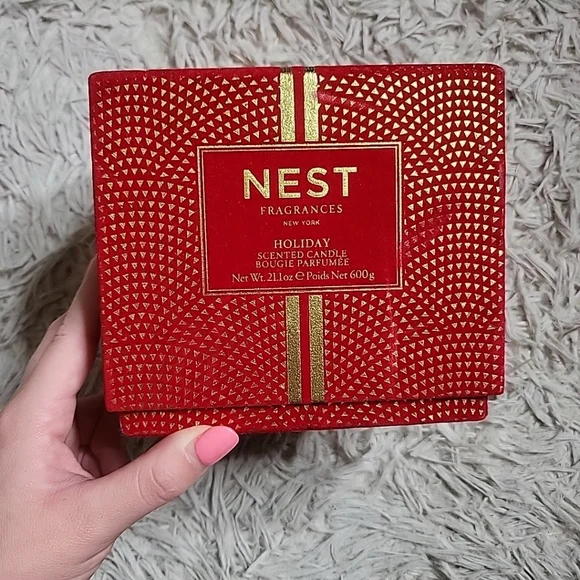 NEST
FRAGRANCES
NEW YORK
HOLIDAY
SCENTED CANDLE
BOUGIE PARFUMÉE
Net Wt. 21.1oz ℮ Poids Net 600g